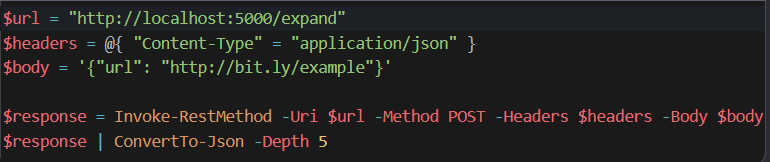 $url = "http://localhost:5000/expand"
$headers = @{ "Content-Type" = "application/json" }
$body = '{"url": "http://bit.ly/example"}'
$response = Invoke-RestMethod -Uri $url -Method POST -Headers $headers -Body $body
$response | ConvertTo-Json -Depth 5